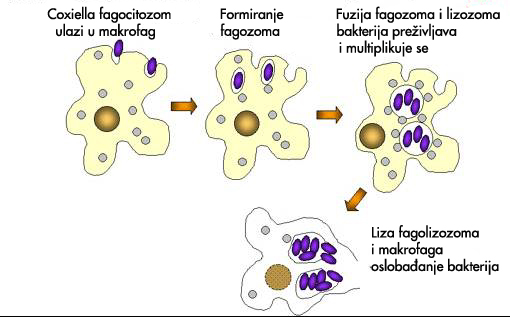 Coxiella fagocitozom
ulazi u makrofag
Formiranje
fagozoma
Fuzija fagozoma i lizozoma
bakterija preživljava
i multiplikuje se
Liza fagolizozoma
i makrofaga
oslobađanje bakterija